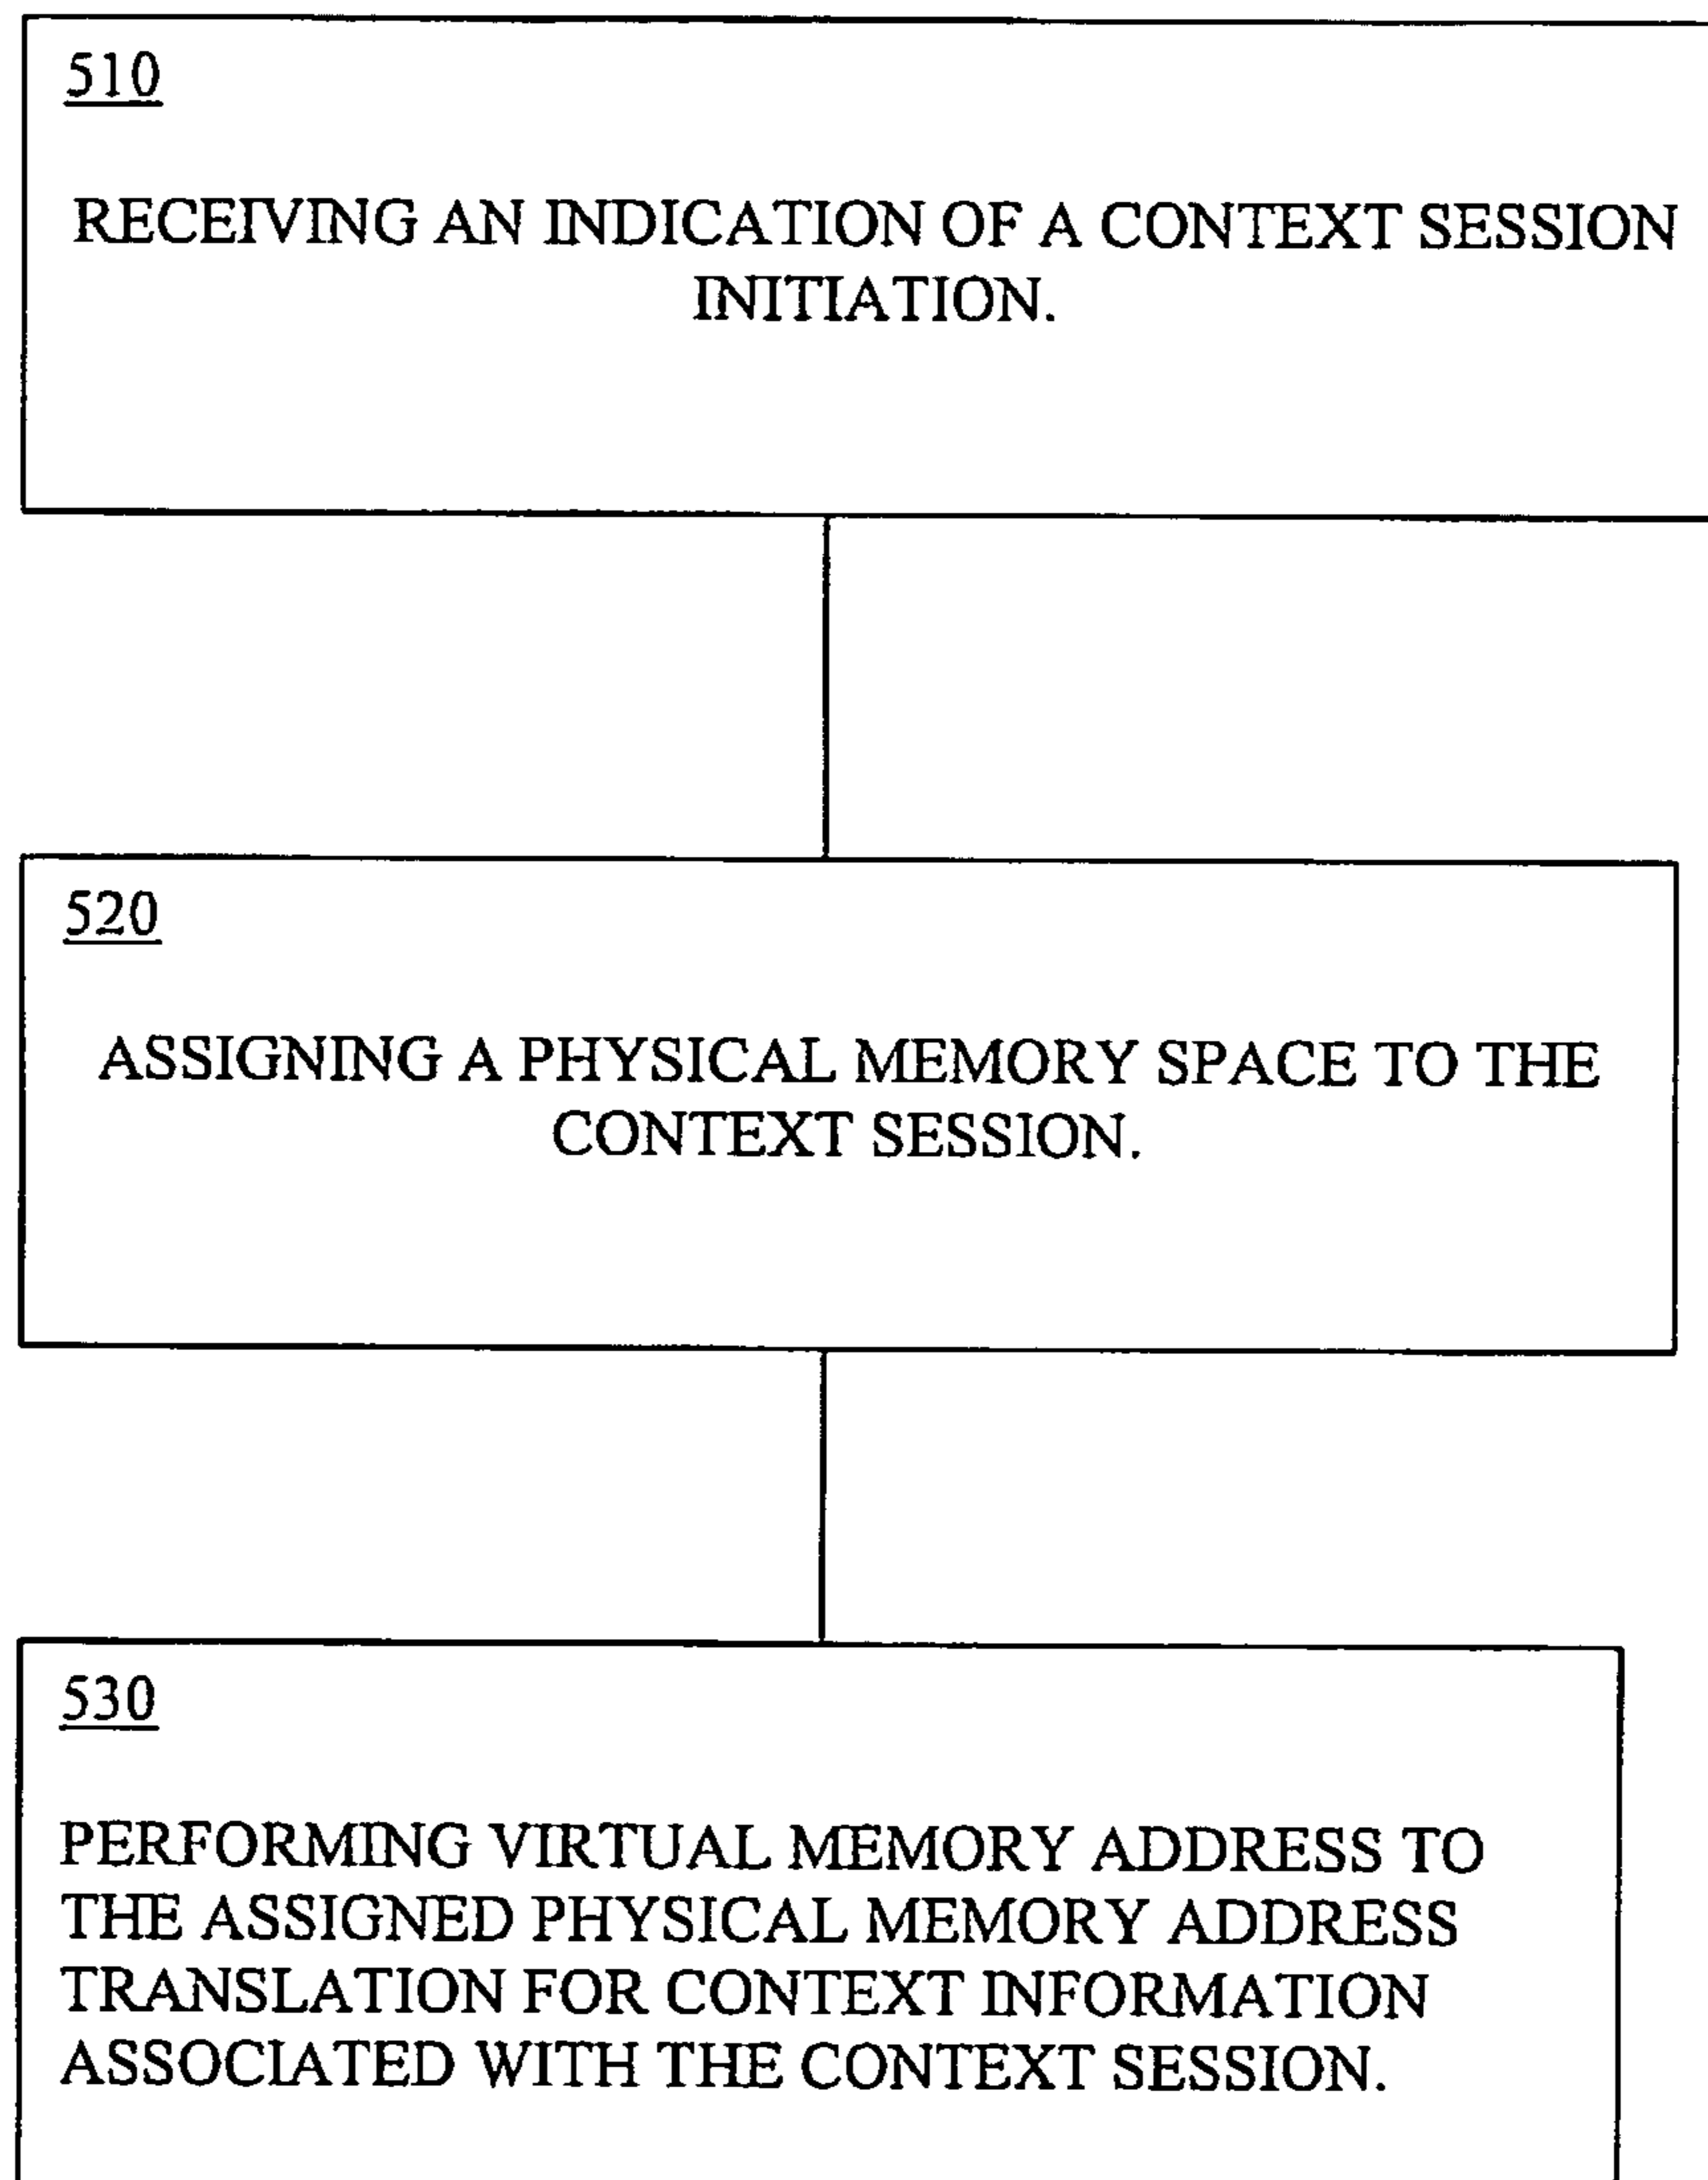 510
RECEIVING AN INDICATION OF A CONTEXT SESSION
INITIATION.
520
ASSIGNING A PHYSICAL MEMORY SPACE TO THE
CONTEXT SESSION.
530
PERFORMING VIRTUAL MEMORY ADDRESS TO
THE ASSIGNED PHYSICAL MEMORY ADDRESS
TRANSLATION FOR CONTEXT INFORMATION
ASSOCIATED WITH THE CONTEXT SESSION.